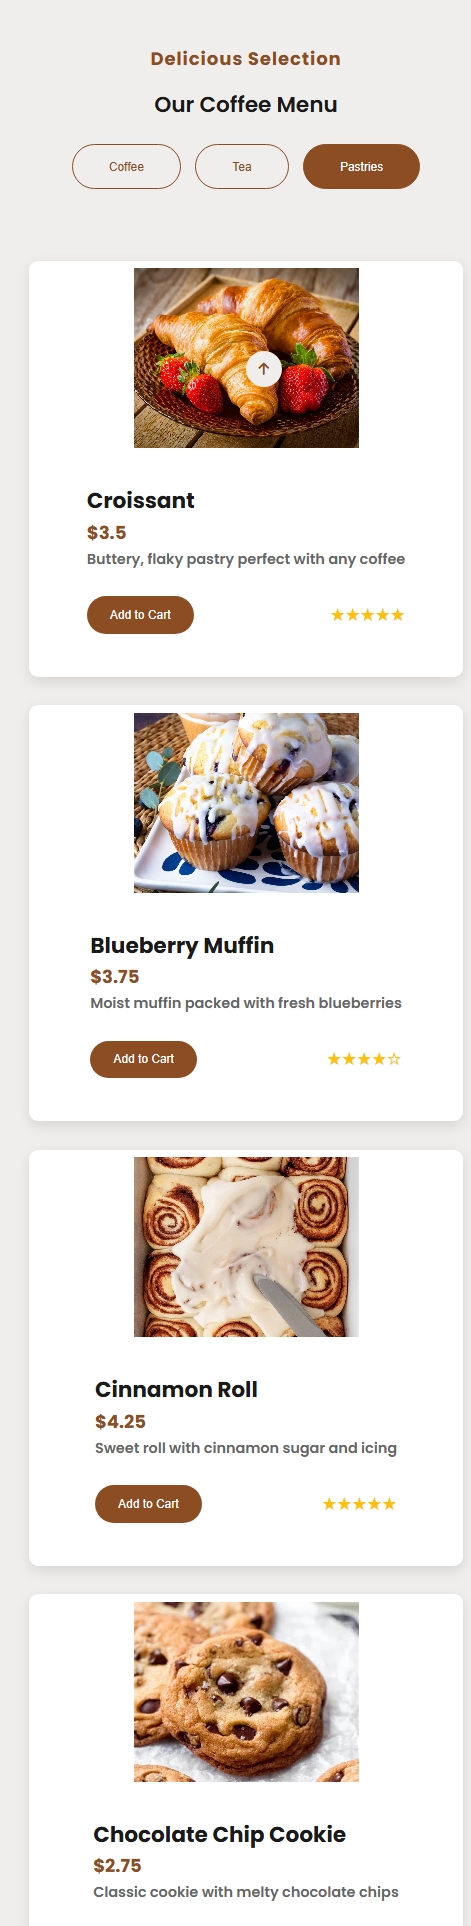 Delicious Selection
Our Coffee Menu
Coffee Tea Pastries
Croissant
$3.5
Buttery, flaky pastry perfect with any coffee
Add to Cart ★★★★★
Blueberry Muffin
$3.75
Moist muffin packed with fresh blueberries
Add to Cart ★★★★☆
Cinnamon Roll
$4.25
Sweet roll with cinnamon sugar and icing
Add to Cart ★★★★★
Chocolate Chip Cookie
$2.75
Classic cookie with melty chocolate chips